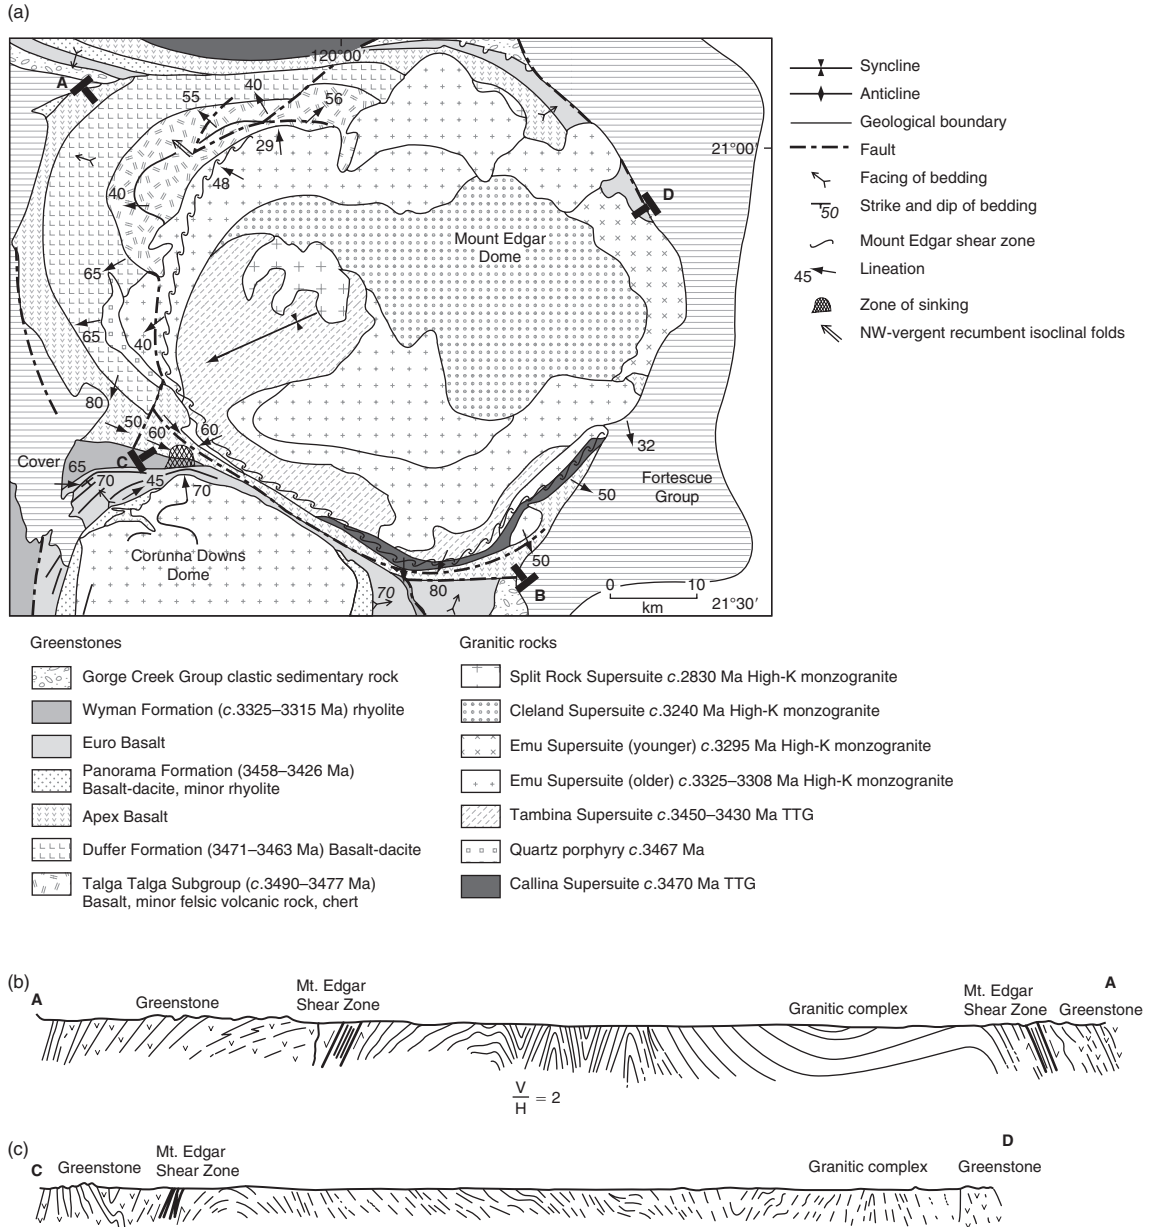 (a)
120°00′
A
40
55
56
29
21°00′
48
D
40
Mount Edgar
Dome
65
65
40
80
50
60
60
32
Cover
65
C
70
45
70
Fortescue
Group
50
Corunna Downs
Dome
50
70
80
B
0 10
km
21°30′
Syncline
Anticline
Geological boundary
Fault
Facing of bedding
50 Strike and dip of bedding
Mount Edgar shear zone
45 Lineation
Zone of sinking
NW-vergent recumbent isoclinal folds
Greenstones
Gorge Creek Group clastic sedimentary rock
Wyman Formation (c.3325–3315 Ma) rhyolite
Euro Basalt
Panorama Formation (3458–3426 Ma)
Basalt-dacite, minor rhyolite
Apex Basalt
Duffer Formation (3471–3463 Ma) Basalt-dacite
Talga Talga Subgroup (c.3490–3477 Ma)
Basalt, minor felsic volcanic rock, chert
Granitic rocks
Split Rock Supersuite c.2830 Ma High-K monzogranite
Cleland Supersuite c.3240 Ma High-K monzogranite
Emu Supersuite (younger) c.3295 Ma High-K monzogranite
Emu Supersuite (older) c.3325–3308 Ma High-K monzogranite
Tambina Supersuite c.3450–3430 Ma TTG
Quartz porphyry c.3467 Ma
Callina Supersuite c.3470 Ma TTG
(b)
A
Greenstone
Mt. Edgar
Shear Zone
Granitic complex
Mt. Edgar
Shear Zone
A
Greenstone
V
H = 2
(c)
C
Greenstone
Mt. Edgar
Shear Zone
Granitic complex
D
Greenstone